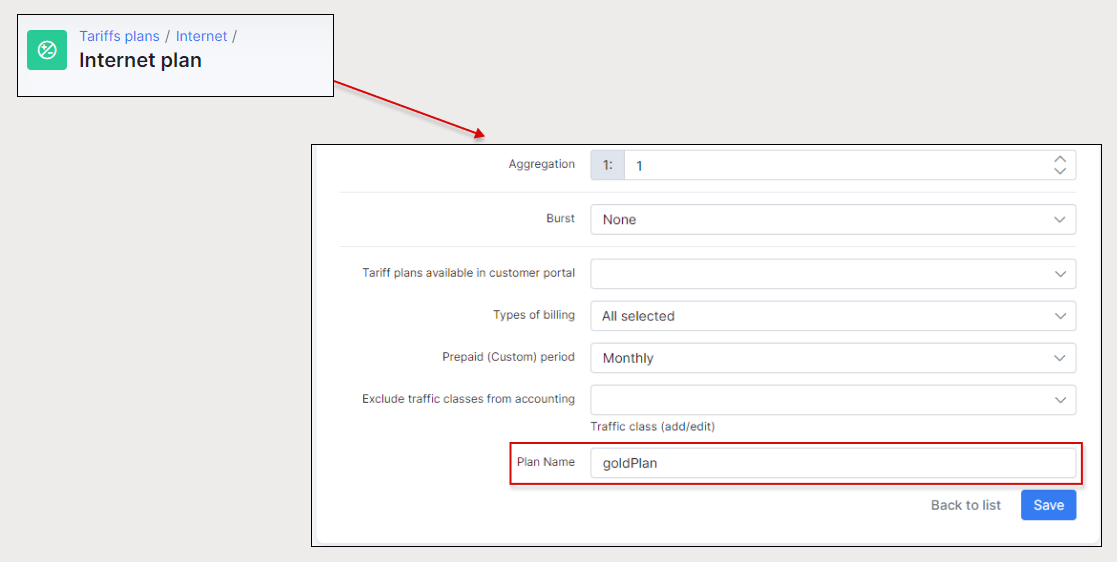 Tariffs plans / Internet /
Internet plan
Aggregation 1: 1
Burst None
Tariff plans available in customer portal
Types of billing All selected
Prepaid (Custom) period Monthly
Exclude traffic classes from accounting
Traffic class (add/edit)
Plan Name goldPlan
Back to list Save